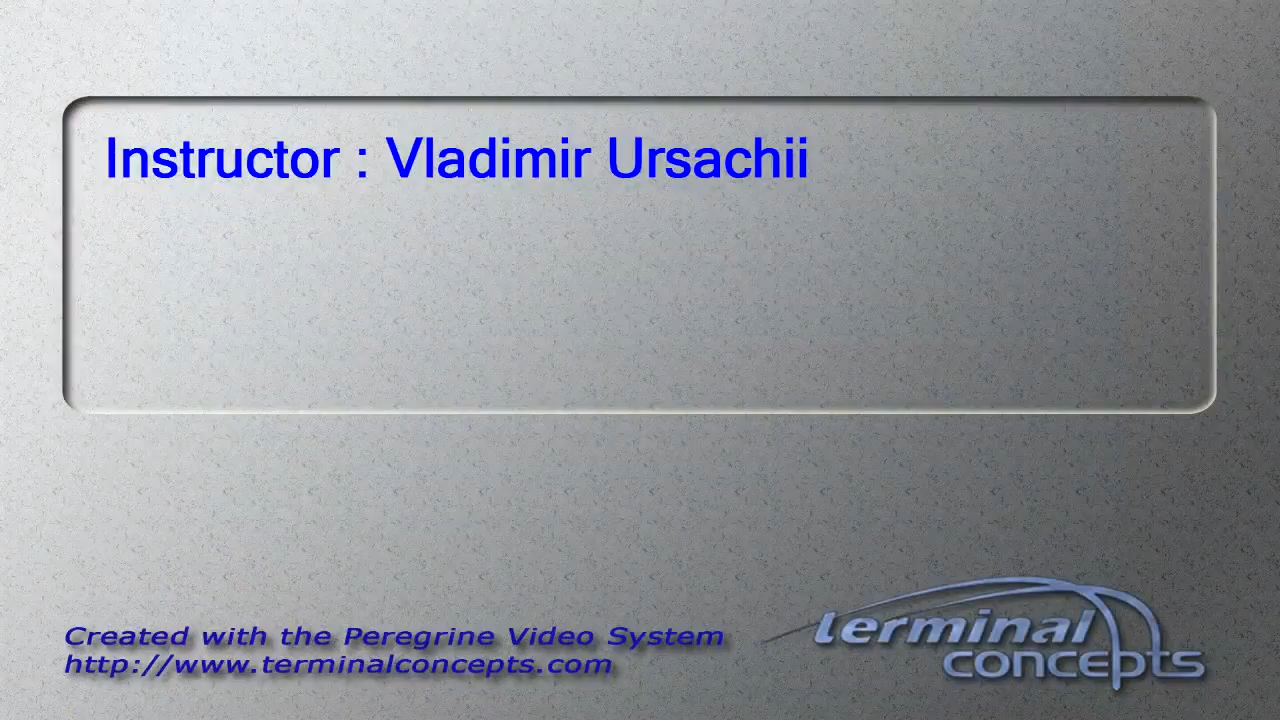 Instructor : Vladimir Ursachii
Created with the Peregrine Video System
http://www.terminalconcepts.com
terminal
concepts